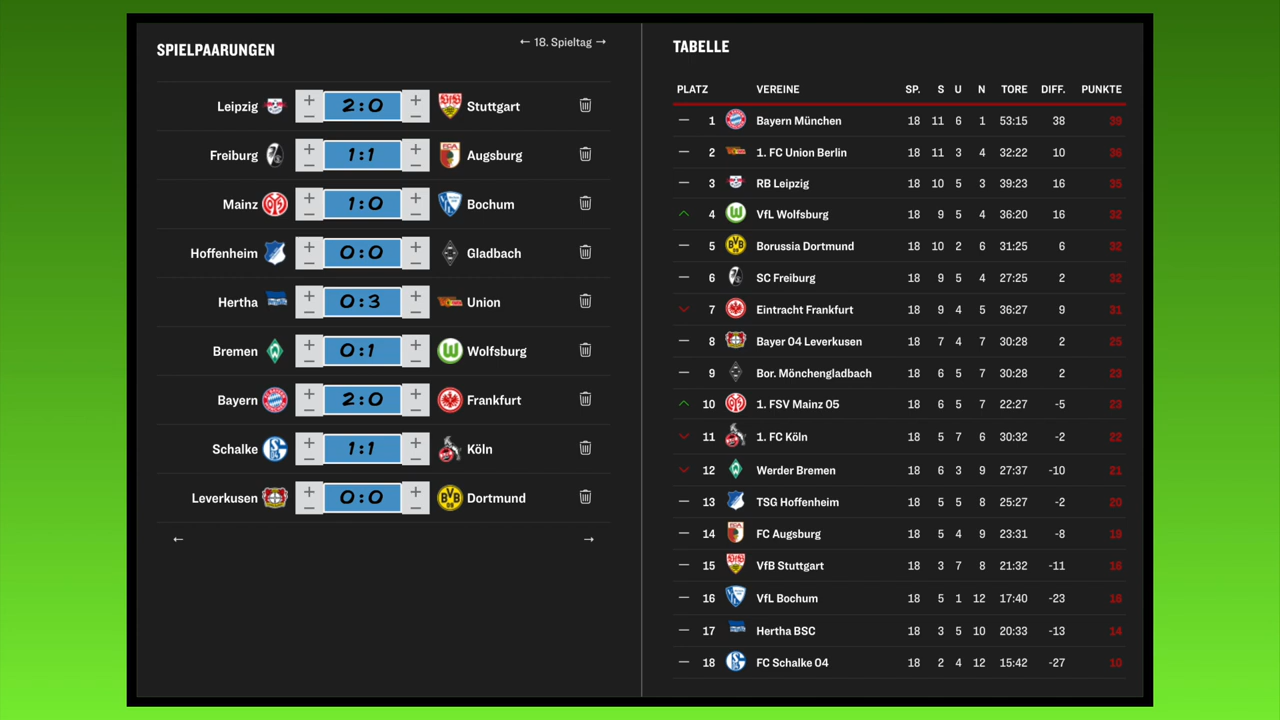 SPIELPAARUNGEN
← 18. Spieltag →
Leipzig + − 2:0 + − Stuttgart
Freiburg + − 1:1 + − Augsburg
Mainz + − 1:0 + − Bochum
Hoffenheim + − 0:0 + − Gladbach
Hertha + − 0:3 + − Union
Bremen + − 0:1 + − Wolfsburg
Bayern + − 2:0 + − Frankfurt
Schalke + − 1:1 + − Köln
Leverkusen + − 0:0 + − Dortmund
← →
TABELLE
PLATZ VEREINE SP. S U N TORE DIFF. PUNKTE
1 Bayern München 18 11 6 1 53:15 38 39
2 1. FC Union Berlin 18 11 3 4 32:22 10 36
3 RB Leipzig 18 10 5 3 39:23 16 35
4 VfL Wolfsburg 18 9 5 4 36:20 16 32
5 Borussia Dortmund 18 10 2 6 31:25 6 32
6 SC Freiburg 18 9 5 4 27:25 2 32
7 Eintracht Frankfurt 18 9 4 5 36:27 9 31
8 Bayer 04 Leverkusen 18 7 4 7 30:28 2 25
9 Bor. Mönchengladbach 18 6 5 7 30:28 2 23
10 1. FSV Mainz 05 18 6 5 7 22:27 -5 23
11 1. FC Köln 18 5 7 6 30:32 -2 22
12 Werder Bremen 18 6 3 9 27:37 -10 21
13 TSG Hoffenheim 18 5 5 8 25:27 -2 20
14 FC Augsburg 18 5 4 9 23:31 -8 19
15 VfB Stuttgart 18 3 7 8 21:32 -11 16
16 VfL Bochum 18 5 1 12 17:40 -23 16
17 Hertha BSC 18 3 5 10 20:33 -13 14
18 FC Schalke 04 18 2 4 12 15:42 -27 10